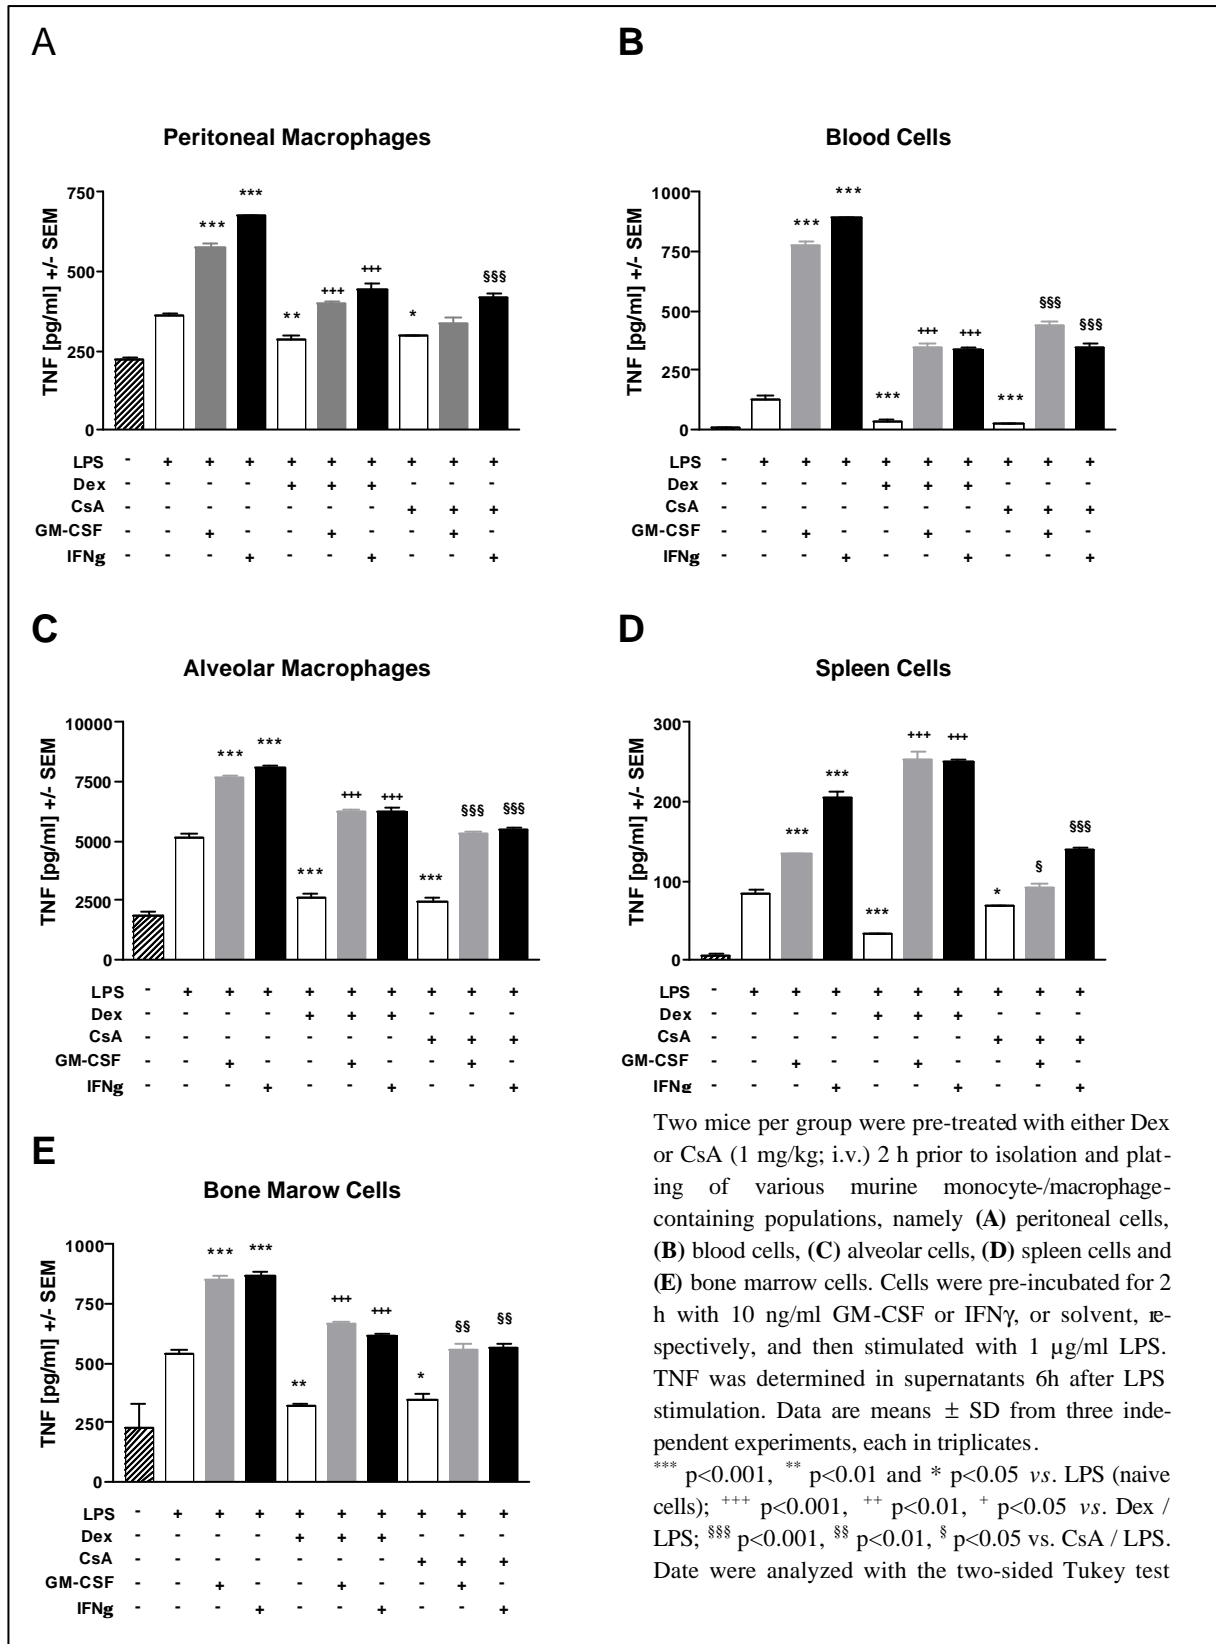 A
Peritoneal Macrophages
TNF [pg/ml] +/- SEM
750
500
250
0
***
***
**
+++
+++
*
§§§
LPS - + + + + + + + + +
Dex - - - - + + + - - -
CsA - - - - - - - + + +
GM-CSF - - + - - + - - + -
IFNg - - - + - - + - - +
B
Blood Cells
TNF [pg/ml] +/- SEM
1000
750
500
250
0
***
***
***
+++
+++
***
§§§
§§§
LPS - + + + + + + + + +
Dex - - - - + + + - - -
CsA - - - - - - - + + +
GM-CSF - - + - - + - - + -
IFNg - - - + - - + - - +
C
Alveolar Macrophages
TNF [pg/ml] +/- SEM
10000
7500
5000
2500
0
***
***
***
+++
+++
***
§§§
§§§
LPS - + + + + + + + + +
Dex - - - - + + + - - -
CsA - - - - - - - + + +
GM-CSF - - + - - + - - + -
IFNg - - - + - - + - - +
D
Spleen Cells
TNF [pg/ml] +/- SEM
300
200
100
0
***
***
***
+++
+++
*
§
§§§
LPS - + + + + + + + + +
Dex - - - - + + + - - -
CsA - - - - - - - + + +
GM-CSF - - + - - + - - + -
IFNg - - - + - - + - - +
E
Bone Marow Cells
TNF [pg/ml] +/- SEM
1000
750
500
250
0
***
***
**
+++
+++
*
§§
§§
LPS - + + + + + + + + +
Dex - - - - + + + - - -
CsA - - - - - - - + + +
GM-CSF - - + - - + - - + -
IFNg - - - + - - + - - +
Two mice per group were pre-treated with either Dex
or CsA (1 mg/kg; i.v.) 2 h prior to isolation and plat-
ing of various murine monocyte-/macrophage-
containing populations, namely (A) peritoneal cells,
(B) blood cells, (C) alveolar cells, (D) spleen cells and
(E) bone marrow cells. Cells were pre-incubated for 2
h with 10 ng/ml GM-CSF or IFNγ, or solvent, re-
spectively, and then stimulated with 1 µg/ml LPS.
TNF was determined in supernatants 6h after LPS
stimulation. Data are means ± SD from three inde-
pendent experiments, each in triplicates.
*** p<0.001, ** p<0.01 and * p<0.05 vs. LPS (naive
cells); +++ p<0.001, ++ p<0.01, + p<0.05 vs. Dex /
LPS; §§§ p<0.001, §§ p<0.01, § p<0.05 vs. CsA / LPS.
Date were analyzed with the two-sided Tukey test